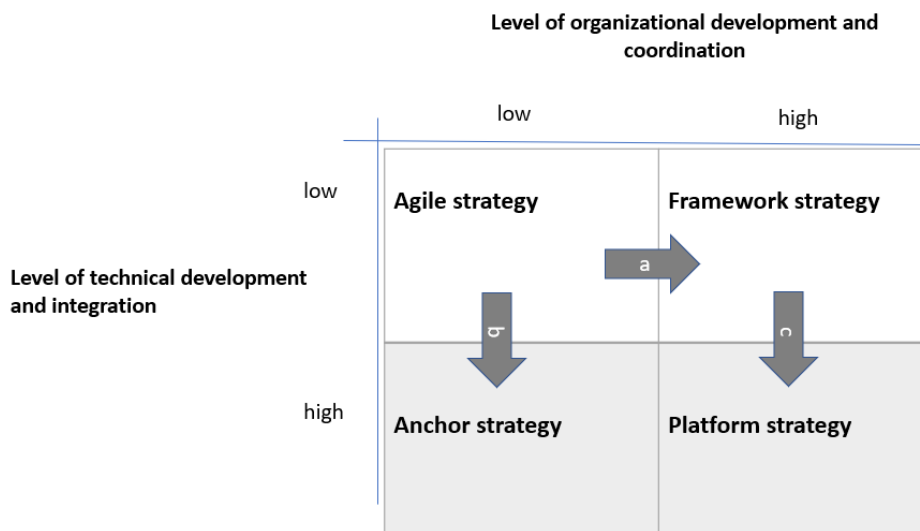 Level of organizational development and
coordination
low
high
low
Agile strategy
Framework strategy
a
Level of technical development
and integration
b
c
high
Anchor strategy
Platform strategy